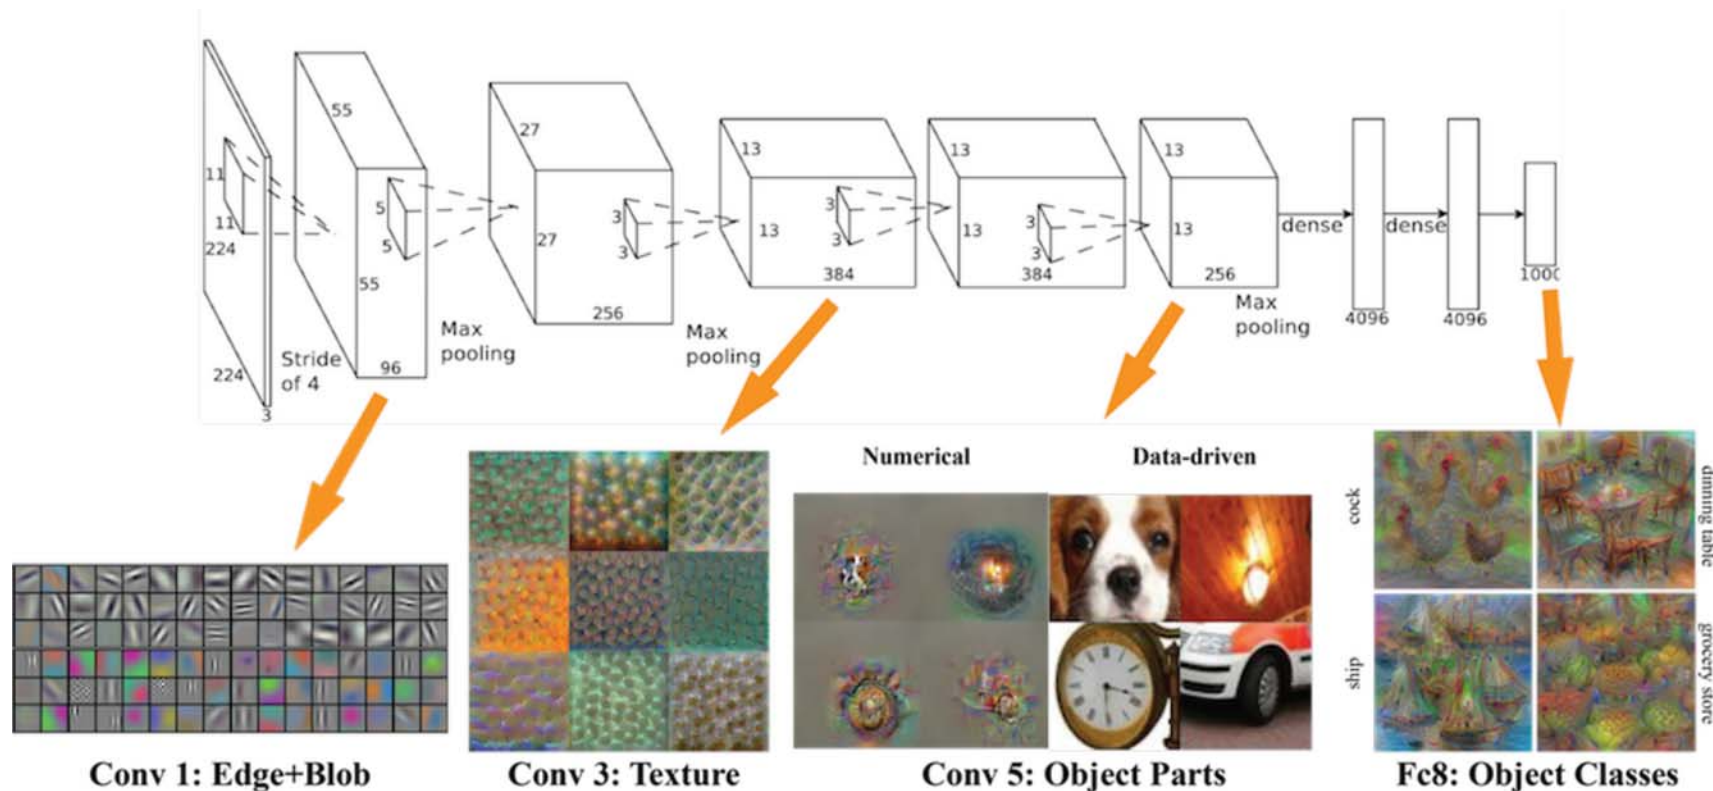 55
27
13
13
13
11
5
3
3
3
11
5
3
3
3
224
55
27
13
13
13
dense
dense
384
384
256
1000
256
Max
pooling
4096
4096
Max
pooling
Max
pooling
Stride
of 4
224
96
3
Numerical
Data-driven
cock
dinning table
ship
grocery store
Conv 1: Edge+Blob
Conv 3: Texture
Conv 5: Object Parts
Fc8: Object Classes